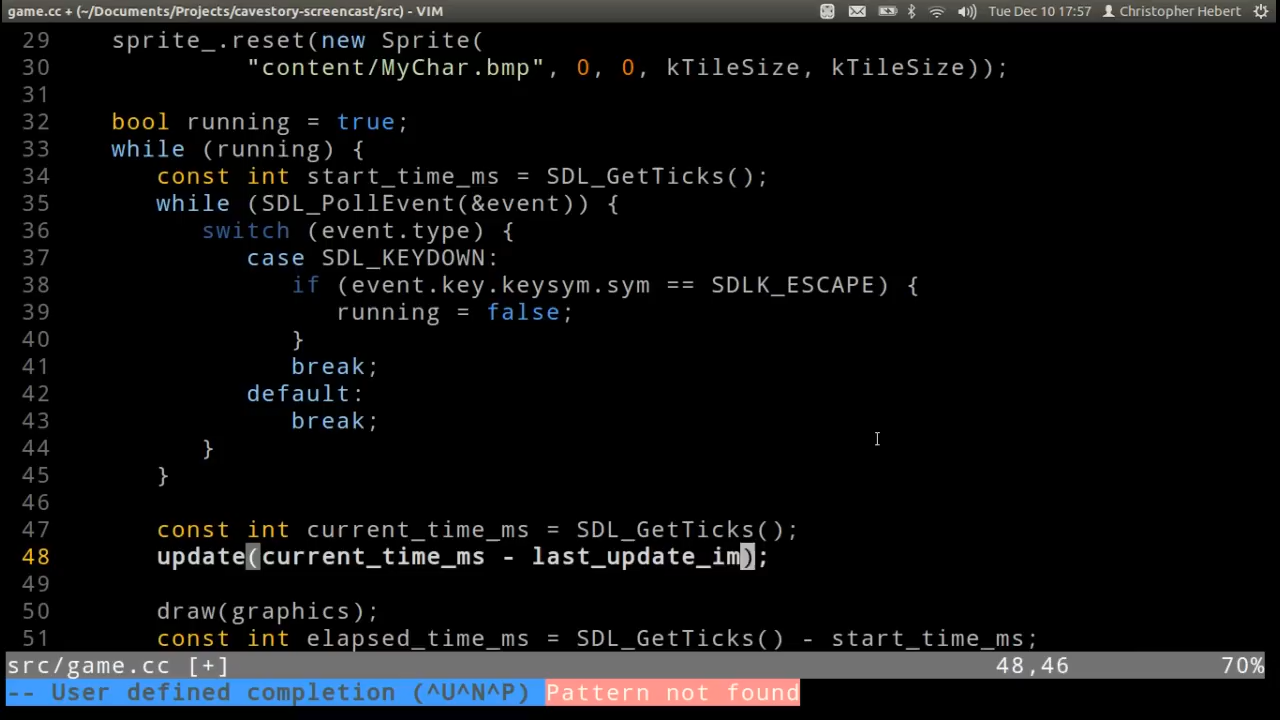 game.cc + (~/Documents/Projects/cavestory-screencast/src) - VIM
Tue Dec 10 17:57 Christopher Hebert
29 sprite_.reset(new Sprite(
30 "content/MyChar.bmp", 0, 0, kTileSize, kTileSize));
31
32 bool running = true;
33 while (running) {
34 const int start_time_ms = SDL_GetTicks();
35 while (SDL_PollEvent(&event)) {
36 switch (event.type) {
37 case SDL_KEYDOWN:
38 if (event.key.keysym.sym == SDLK_ESCAPE) {
39 running = false;
40 }
41 break;
42 default:
43 break;
44 }
45 }
46
47 const int current_time_ms = SDL_GetTicks();
48 update(current_time_ms - last_update_im);
49
50 draw(graphics);
51 const int elapsed_time_ms = SDL_GetTicks() - start_time_ms;
src/game.cc [+] 48,46 70%
-- User defined completion (^U^N^P) Pattern not found